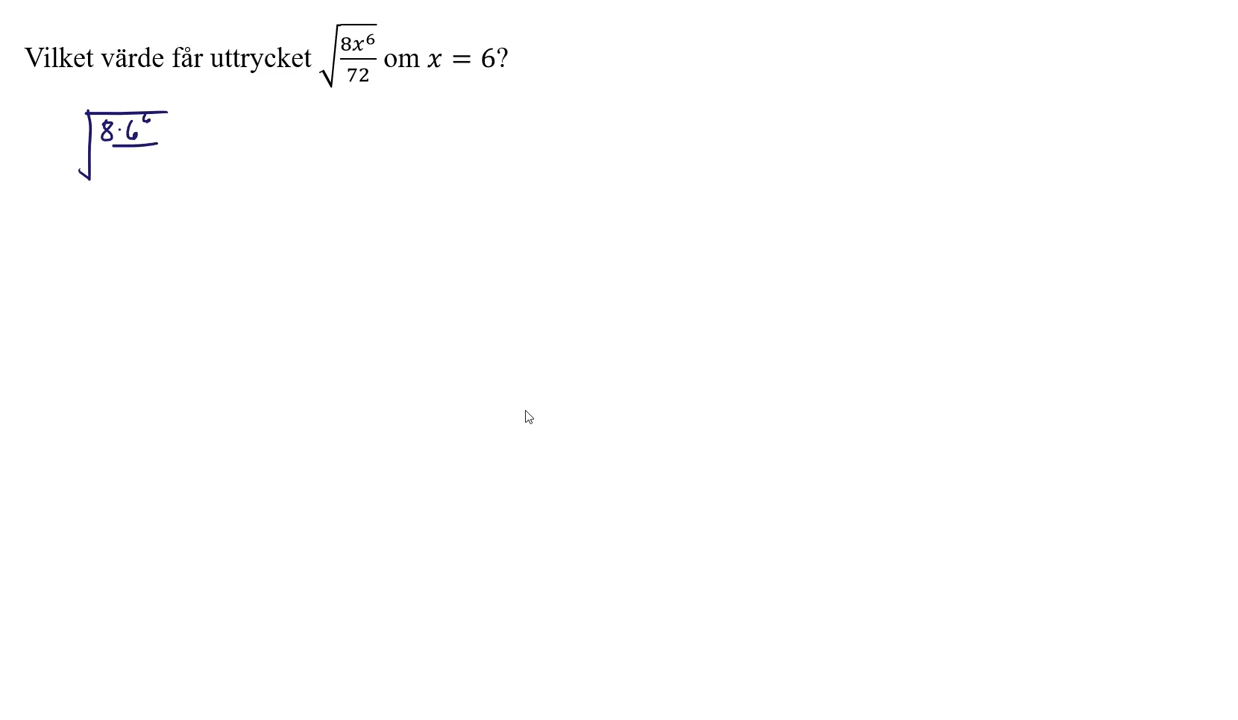 Vilket värde får uttrycket √(8x⁶/72) om x = 6?
√(8·6⁶